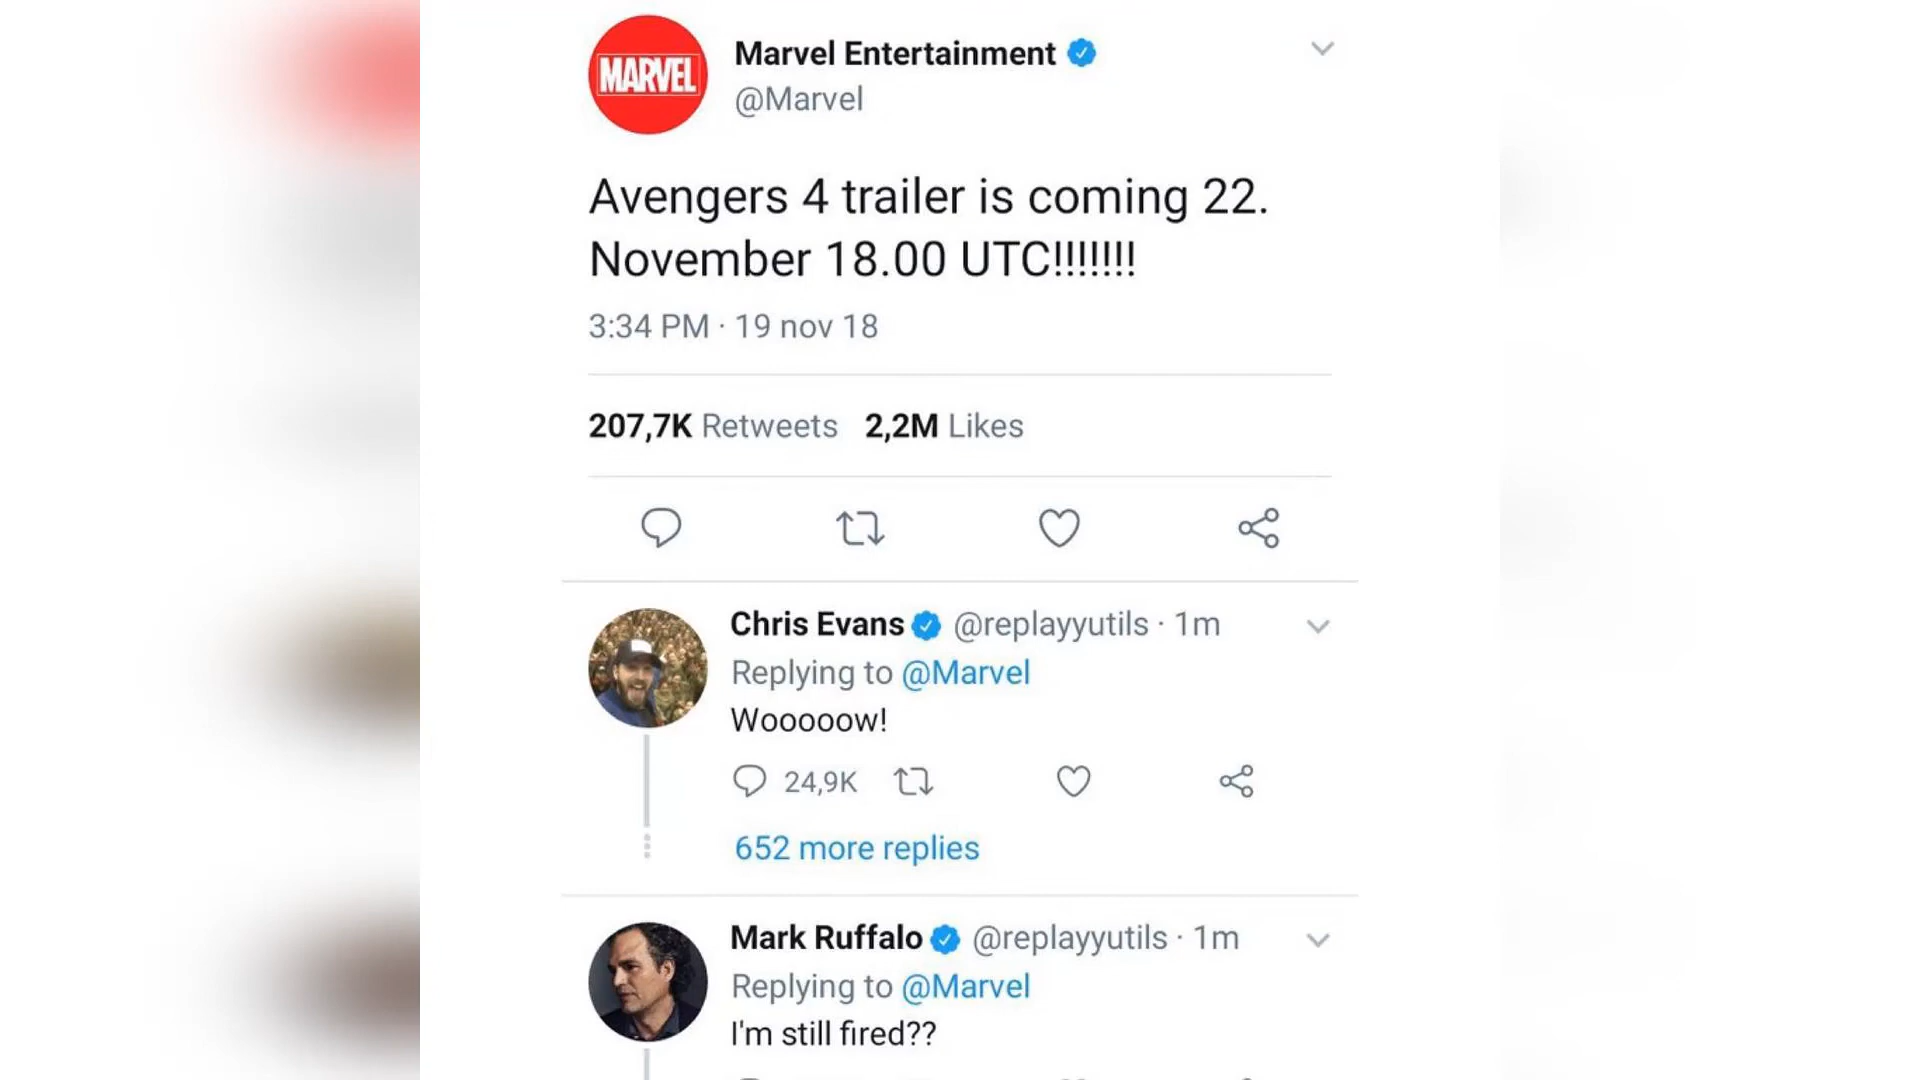 MARVEL
Marvel Entertainment
@Marvel
Avengers 4 trailer is coming 22.
November 18.00 UTC!!!!!!!
3:34 PM · 19 nov 18
207,7K Retweets 2,2M Likes
Chris Evans @replayyutils · 1m
Replying to @Marvel
Wooooow!
24,9K
652 more replies
Mark Ruffalo @replayyutils · 1m
Replying to @Marvel
I'm still fired??